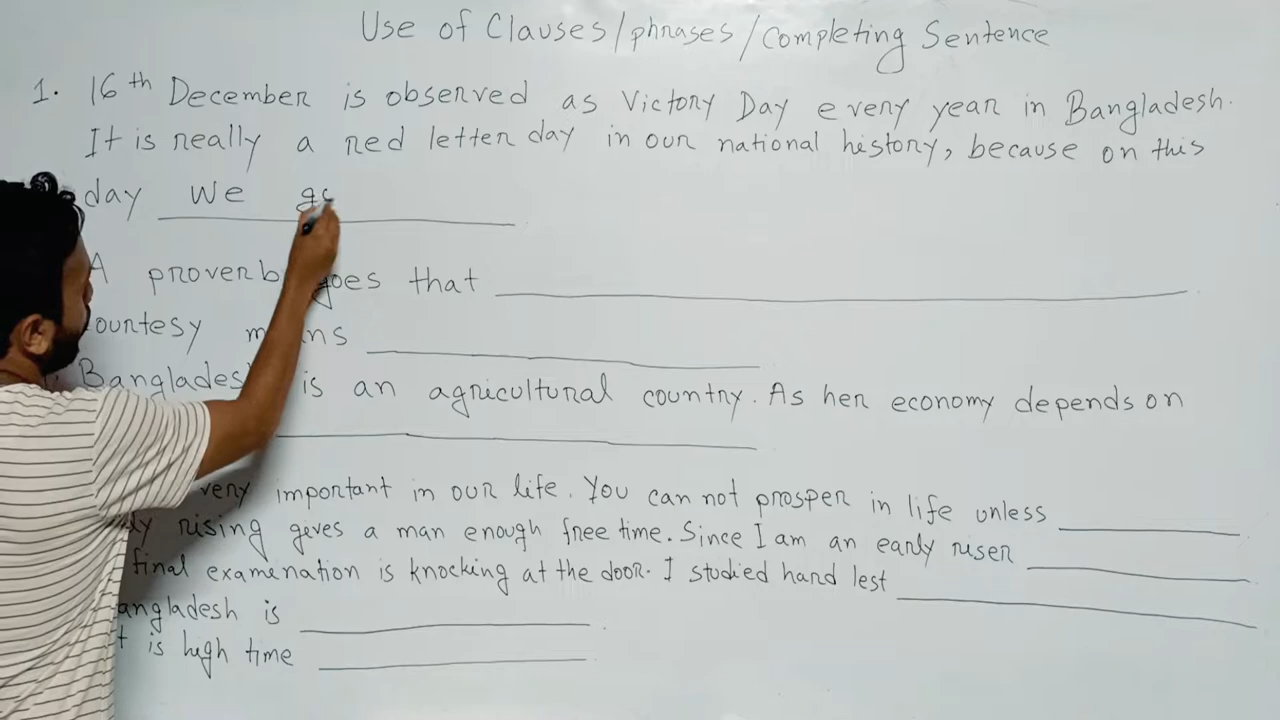 Use of Clauses/phrases/Completing Sentence
1. 16th December is observed as Victory Day every year in Bangladesh.
It is really a red letter day in our national history, because on this
day We
A proverb goes that
ourtesy means
Bangladesh is an agricultural country. As her economy depends on
very important in our life. You can not prosper in life unless
rising geves a man enough free time. Since I am an early riser
final examenation is knocking at the door. I studied hard lest
angladesh is
t is high time